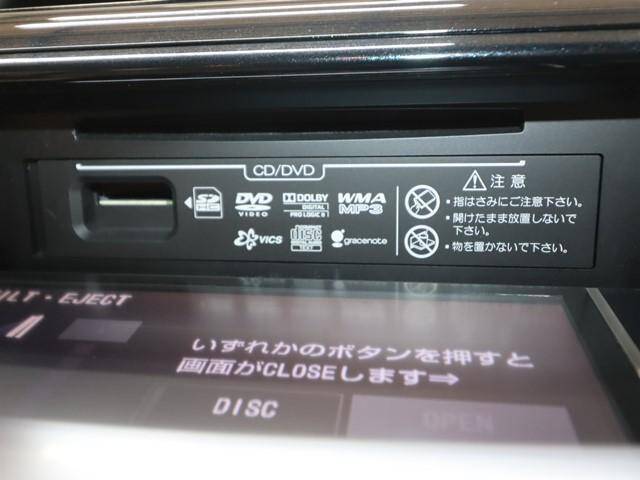 CD/DVD
SD
DVD VIDEO
DOLBY DIGITAL
PRO LOGIC II
WMA
MP3
VICS
disc
TEXT
gracenote
⚠注意
・指はさみにご注意下さい。
・開けたまま放置しないで
下さい。
・物を置かないで下さい。
ULT・EJECT
いずれかのボタンを押すと
画面がCLOSEします⇒
DISC
OPEN